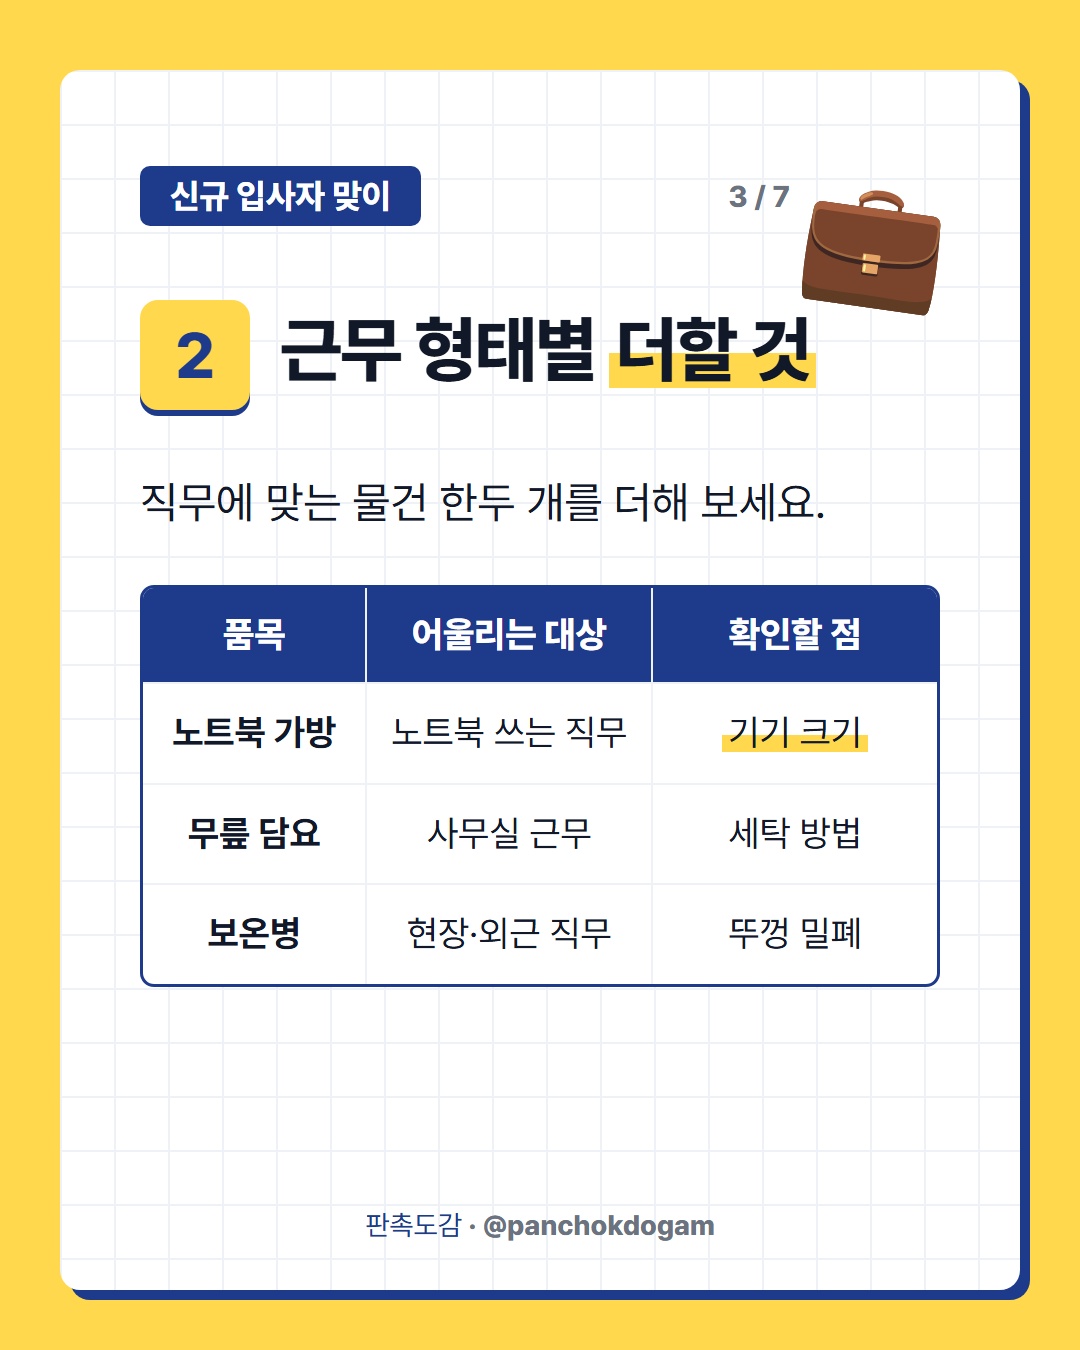 신규 입사자 맞이
3 / 7
2
근무 형태별 더할 것
직무에 맞는 물건 한두 개를 더해 보세요.
품목 어울리는 대상 확인할 점
노트북 가방 노트북 쓰는 직무 기기 크기
무릎 담요 사무실 근무 세탁 방법
보온병 현장·외근 직무 뚜껑 밀폐
판촉도감 · @panchokdogam